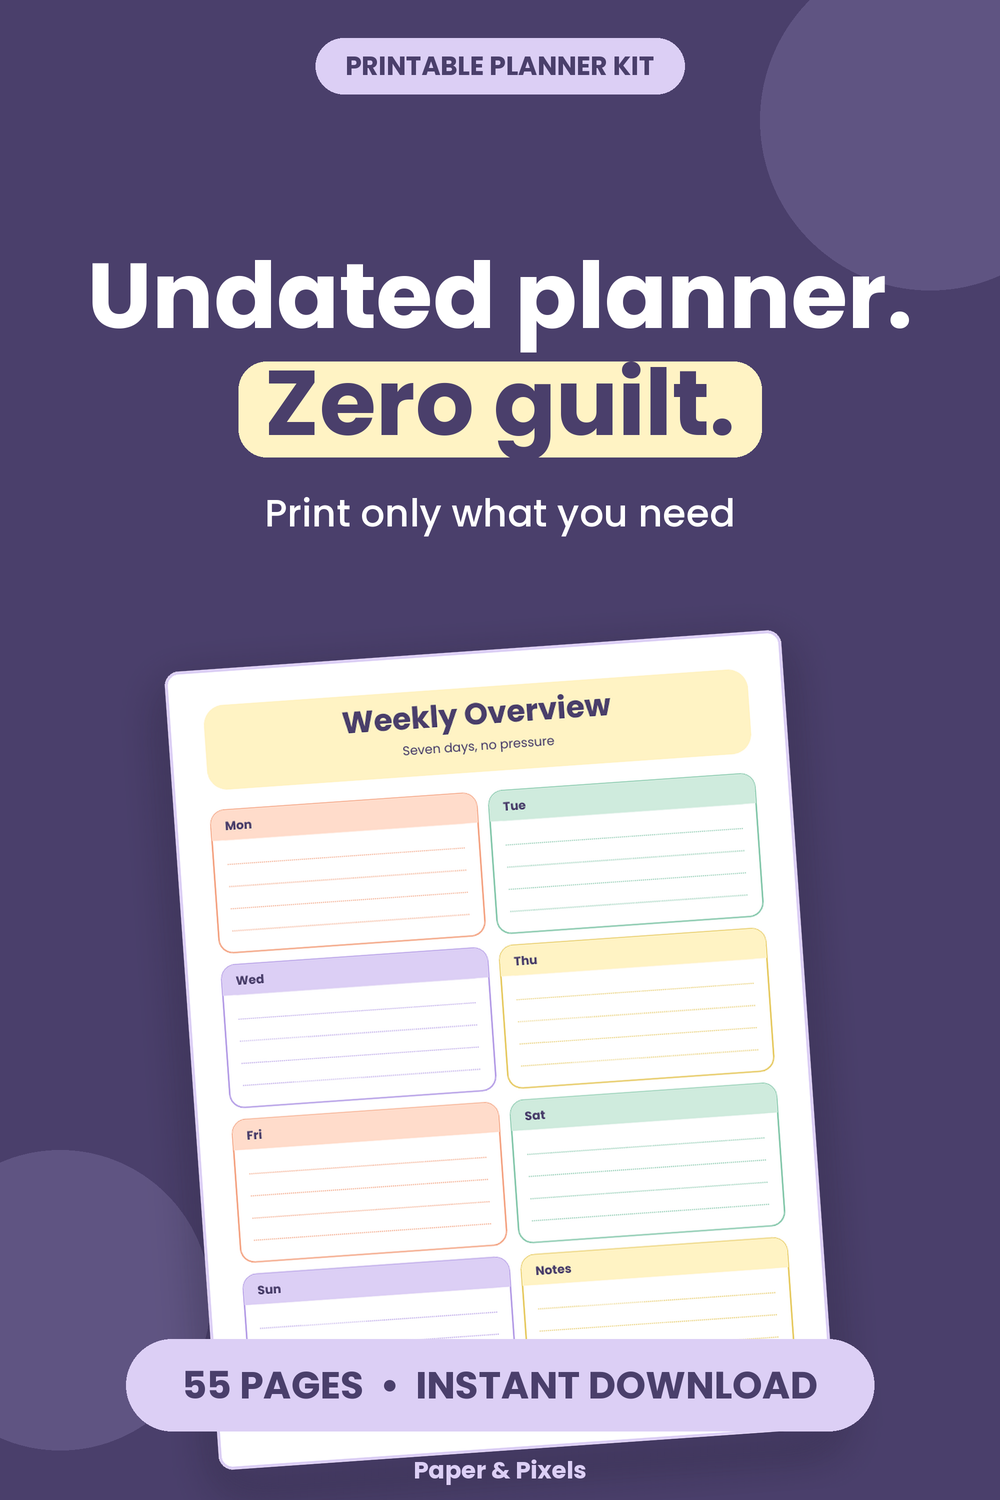 PRINTABLE PLANNER KIT
Undated planner.
Zero guilt.
Print only what you need
Weekly Overview
Seven days, no pressure
Mon
Tue
Wed
Thu
Fri
Sat
Sun
Notes
55 PAGES • INSTANT DOWNLOAD
Paper & Pixels